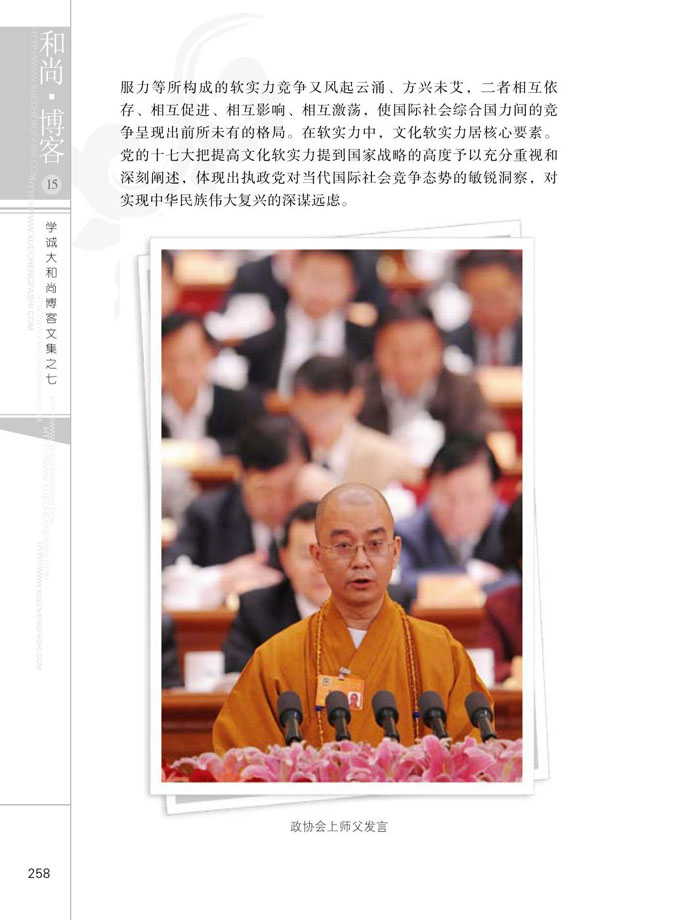 和尚·博客
15
学诚大和尚博客文集之七
服力等所构成的软实力竞争又风起云涌、方兴未艾，二者相互依
存、相互促进、相互影响、相互激荡，使国际社会综合国力间的竞
争呈现出前所未有的格局。在软实力中，文化软实力居核心要素。
党的十七大把提高文化软实力提到国家战略的高度予以充分重视和
深刻阐述，体现出执政党对当代国际社会竞争态势的敏锐洞察，对
实现中华民族伟大复兴的深谋远虑。
政协会上师父发言
258
HTTP://WWW.XUECHENGFASHI.COM